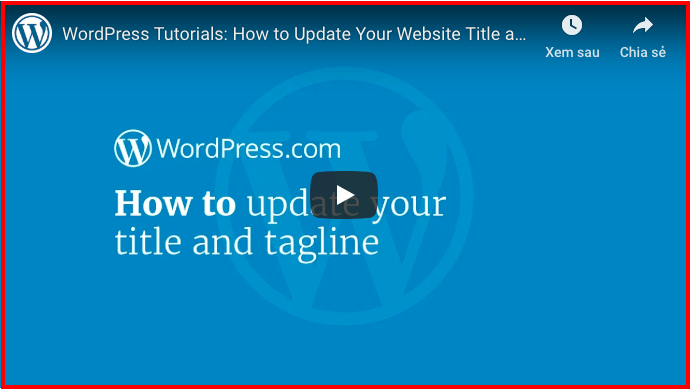 WordPress Tutorials: How to Update Your Website Title a...
Xem sau
Chia sẻ
WordPress.com
How to update your
title and tagline